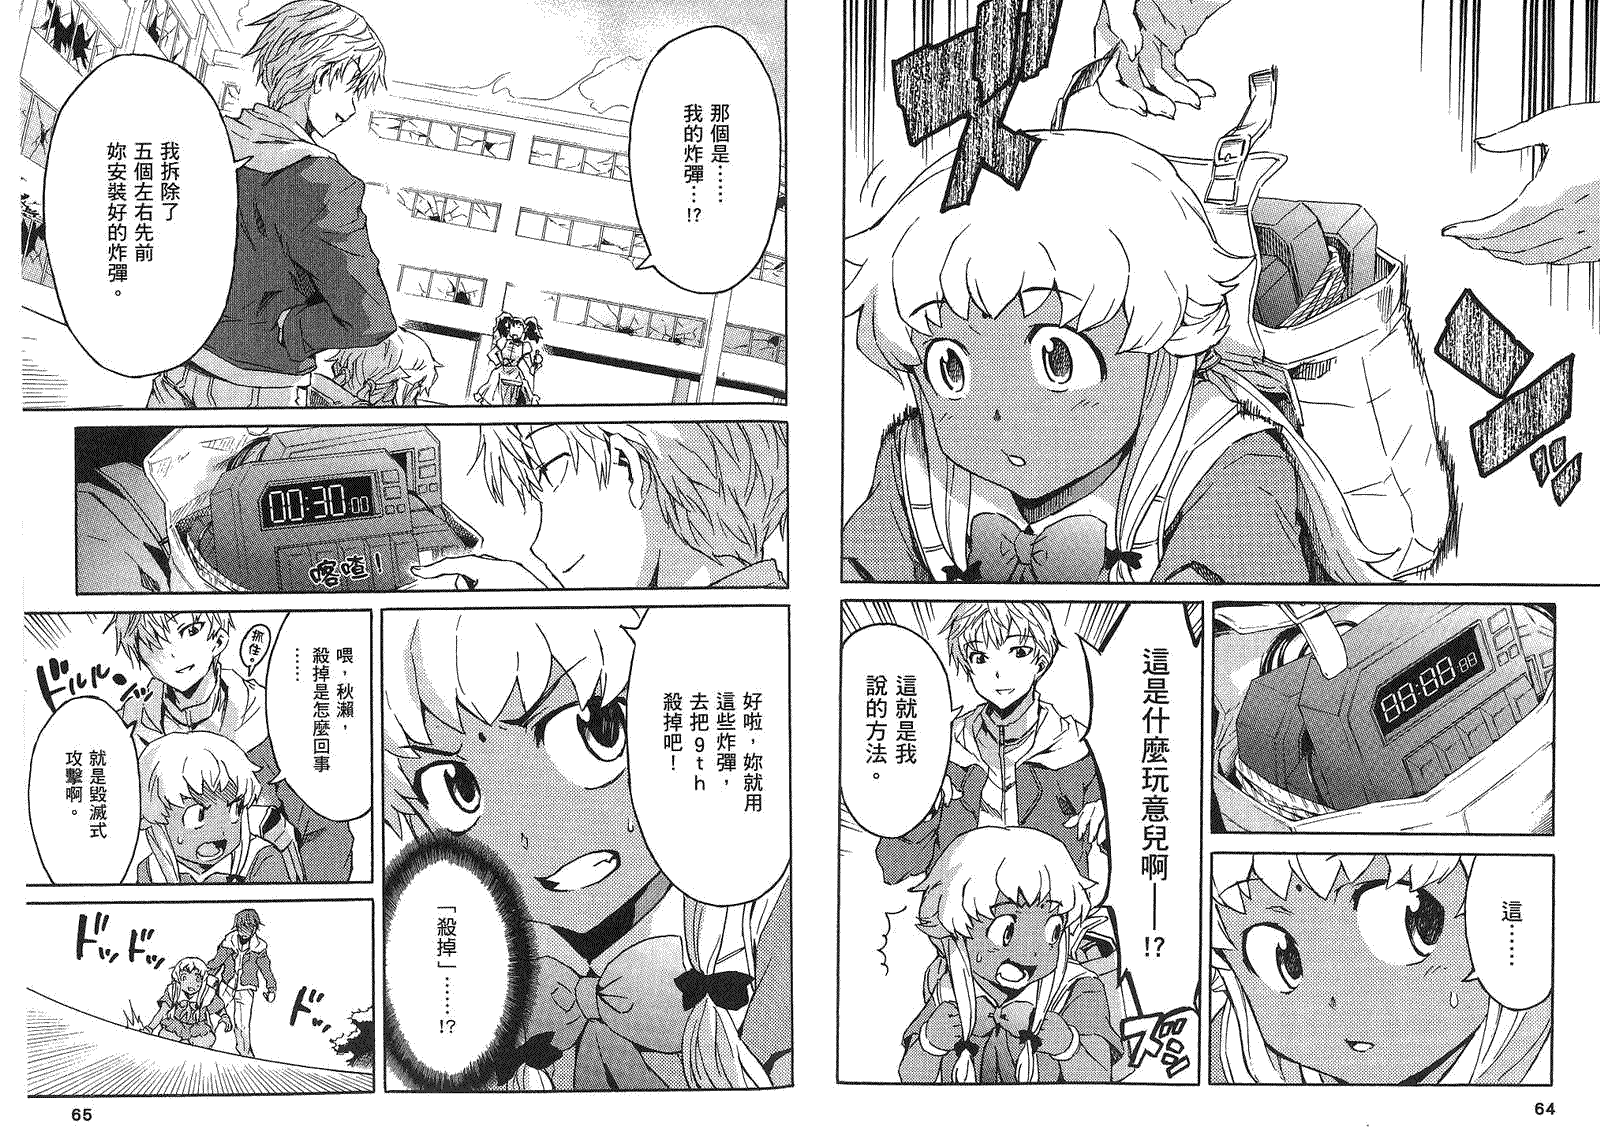 ドサ
這……
這是什麼玩意兒啊──!?
這就是我
說的方法。
ズシ
64
那個是……
我的炸彈…!?
我拆除了
五個左右先前
妳安裝好的炸彈。
00:30:00
喀喳！
好啦，妳就用
這些炸彈，
去把9th
殺掉吧！
「殺掉」……!?
喂，秋瀨，
殺掉是怎麼回事
……
抓住。
ドルルル
就是毀滅式
攻擊啊。
ドッ
ドッ
ドッ
65